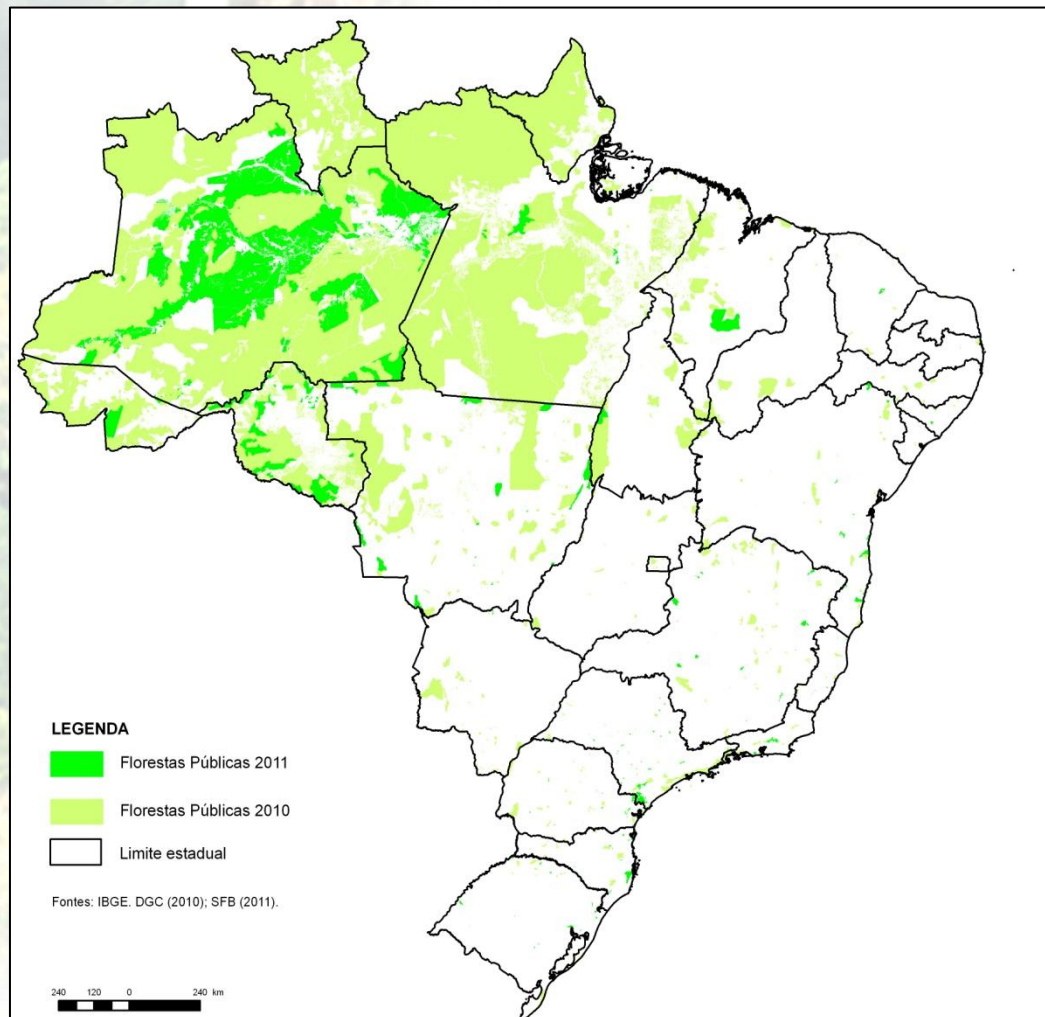 LEGENDA
Florestas Públicas 2011
Florestas Públicas 2010
Limite estadual
Fontes: IBGE. DGC (2010); SFB (2011).
240 120 0 240 km